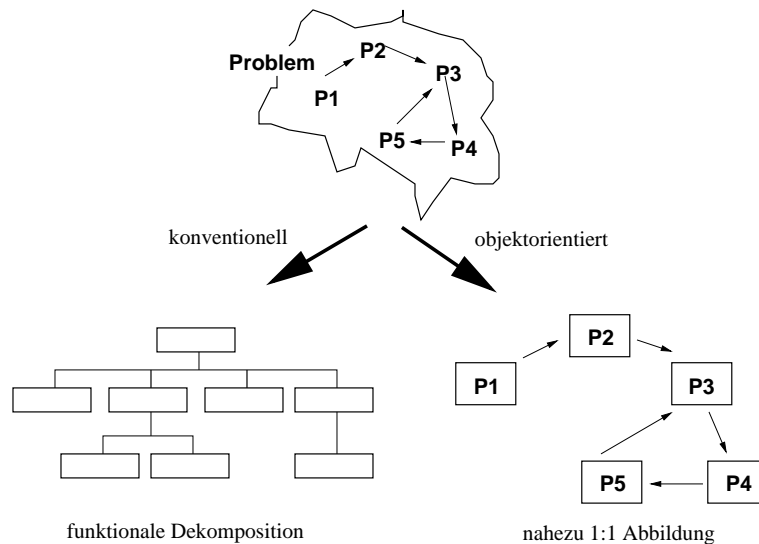 Problem
P2
P3
P1
P5
P4
konventionell
objektorientiert
P2
P1
P3
P5
P4
funktionale Dekomposition
nahezu 1:1 Abbildung